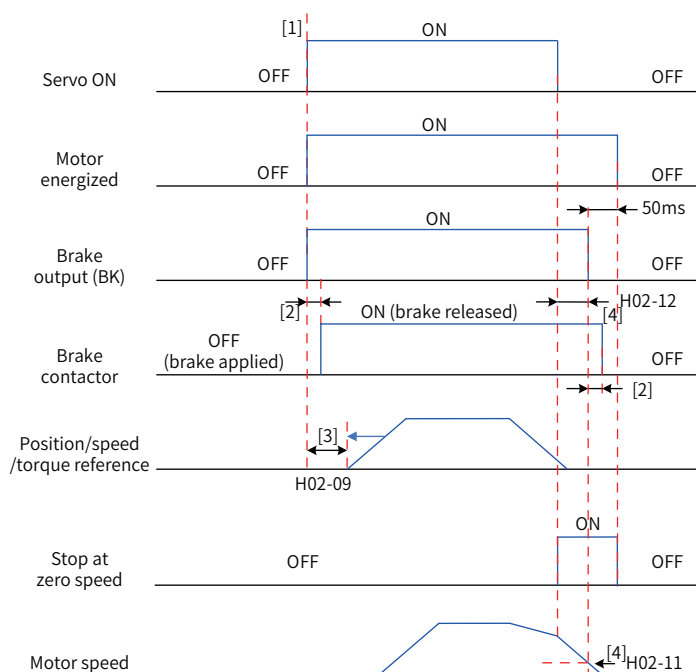 [1]
ON
Servo ON
OFF
OFF
Motor
energized
ON
OFF
OFF
50ms
Brake
output (BK)
ON
OFF
OFF
[2]
H02-12
Brake
contactor
OFF
(brake applied)
ON (brake released)
[4]
OFF
[2]
Position/speed
/torque reference
[3]
H02-09
Stop at
zero speed
OFF
ON
OFF
Motor speed
[4]
H02-11